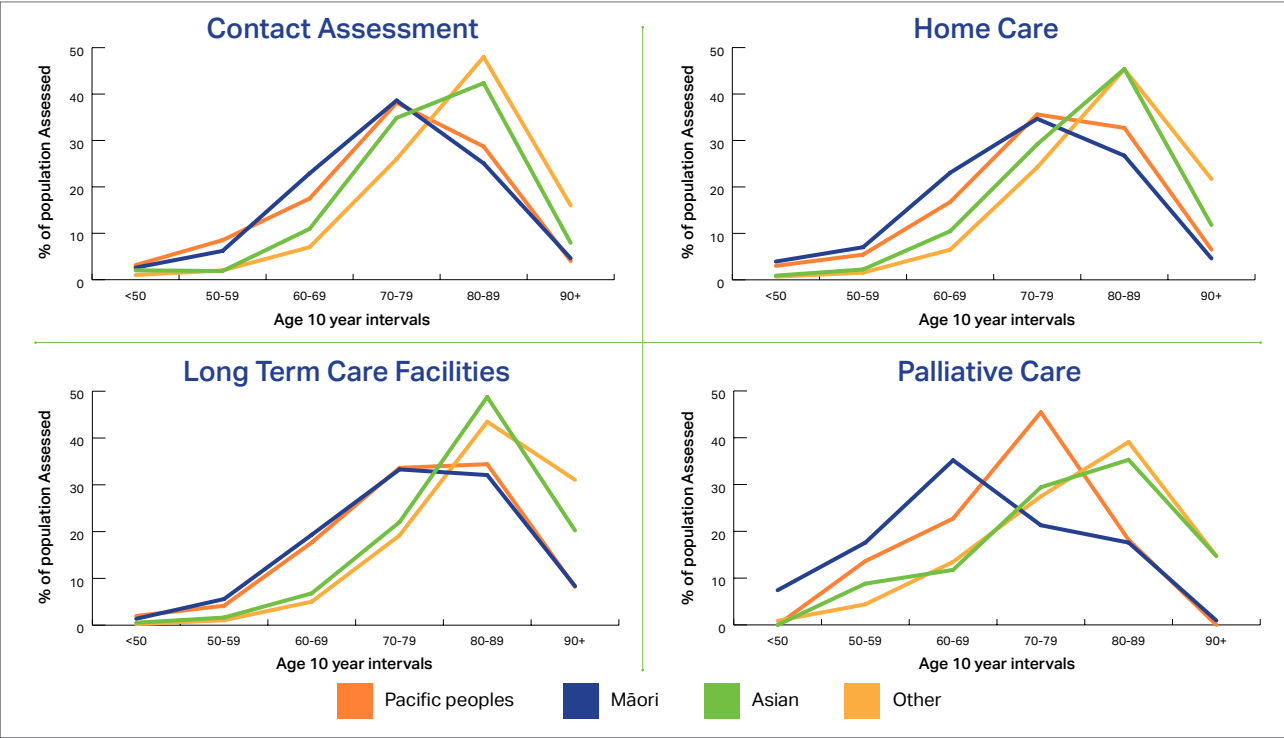 Contact Assessment
% of population Assessed
50
40
30
20
10
0
<50 50-59 60-69 70-79 80-89 90+
Age 10 year intervals
Home Care
% of population Assessed
50
40
30
20
10
0
<50 50-59 60-69 70-79 80-89 90+
Age 10 year intervals
Long Term Care Facilities
% of population Assessed
50
40
30
20
10
0
<50 50-59 60-69 70-79 80-89 90+
Age 10 year intervals
Palliative Care
% of population Assessed
50
40
30
20
10
0
<50 50-59 60-69 70-79 80-89 90+
Age 10 year intervals
Pacific peoples Māori Asian Other